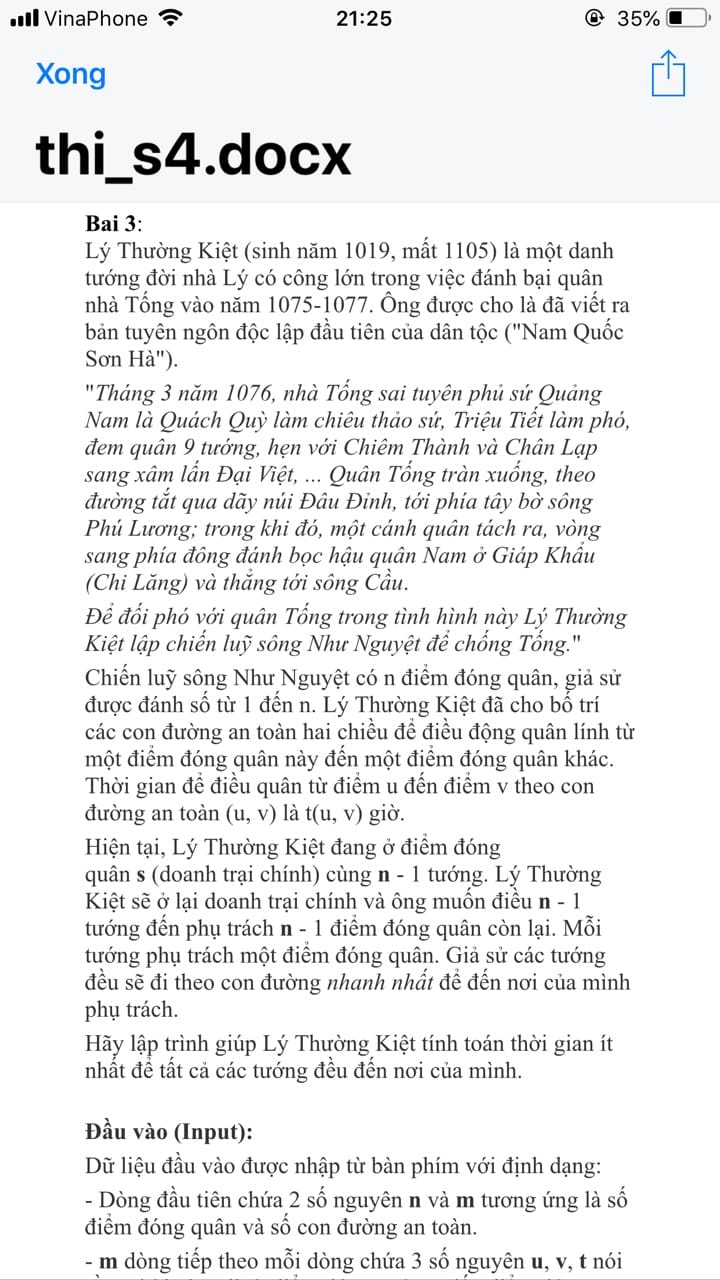 VinaPhone 21:25 35%
Xong
thi_s4.docx
Bai 3:
Lý Thường Kiệt (sinh năm 1019, mất 1105) là một danh
tướng đời nhà Lý có công lớn trong việc đánh bại quân
nhà Tống vào năm 1075-1077. Ông được cho là đã viết ra
bản tuyên ngôn độc lập đầu tiên của dân tộc ("Nam Quốc
Sơn Hà").
"Tháng 3 năm 1076, nhà Tống sai tuyên phủ sứ Quảng
Nam là Quách Quỳ làm chiêu thảo sứ, Triệu Tiết làm phó,
đem quân 9 tướng, hẹn với Chiêm Thành và Chân Lạp
sang xâm lấn Đại Việt, ... Quân Tống tràn xuống, theo
đường tắt qua dãy núi Đâu Đỉnh, tới phía tây bờ sông
Phú Lương; trong khi đó, một cánh quân tách ra, vòng
sang phía đông đánh bọc hậu quân Nam ở Giáp Khẩu
(Chi Lăng) và thẳng tới sông Cầu.
Để đối phó với quân Tống trong tình hình này Lý Thường
Kiệt lập chiến luỹ sông Như Nguyệt để chống Tống."
Chiến luỹ sông Như Nguyệt có n điểm đóng quân, giả sử
được đánh số từ 1 đến n. Lý Thường Kiệt đã cho bố trí
các con đường an toàn hai chiều để điều động quân lính từ
một điểm đóng quân này đến một điểm đóng quân khác.
Thời gian để điều quân từ điểm u đến điểm v theo con
đường an toàn (u, v) là t(u, v) giờ.
Hiện tại, Lý Thường Kiệt đang ở điểm đóng
quân s (doanh trại chính) cùng n - 1 tướng. Lý Thường
Kiệt sẽ ở lại doanh trại chính và ông muốn điều n - 1
tướng đến phụ trách n - 1 điểm đóng quân còn lại. Mỗi
tướng phụ trách một điểm đóng quân. Giả sử các tướng
đều sẽ đi theo con đường nhanh nhất để đến nơi của mình
phụ trách.
Hãy lập trình giúp Lý Thường Kiệt tính toán thời gian ít
nhất để tất cả các tướng đều đến nơi của mình.
Đầu vào (Input):
Dữ liệu đầu vào được nhập từ bàn phím với định dạng:
- Dòng đầu tiên chứa 2 số nguyên n và m tương ứng là số
điểm đóng quân và số con đường an toàn.
- m dòng tiếp theo mỗi dòng chứa 3 số nguyên u, v, t nói